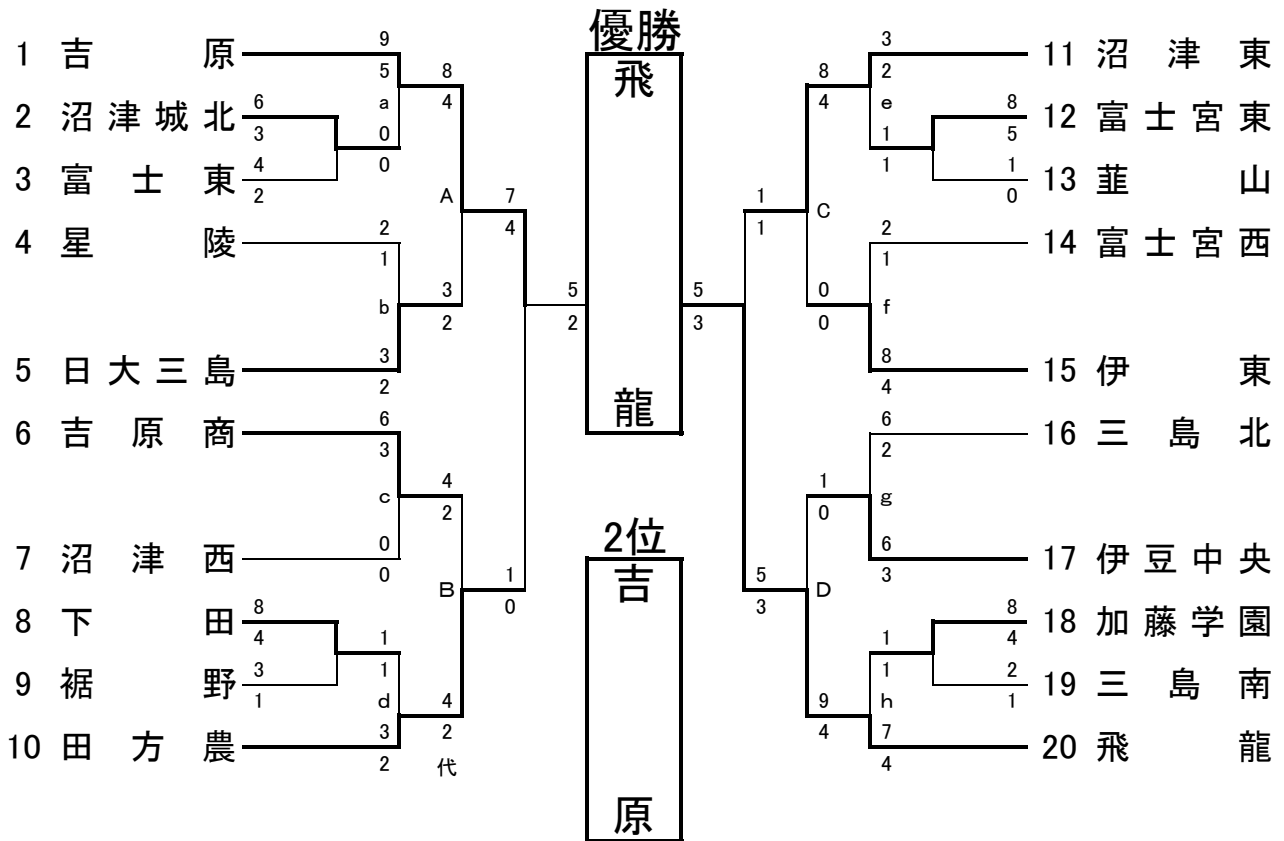 優勝
飛龍
2位
吉原
1 吉原
9
5
a
0
0
2 沼津城北
6
3
3 富士東
4
2
8
4
A
4 星陵
2
1
b
3
2
5 日大三島
3
2
7
4
6 吉原商
6
3
c
4
2
7 沼津西
0
0
B
1
0
8 下田
8
4
9 裾野
3
1
1
1
d
4
2
代
10 田方農
3
2
5
2
5
3
11 沼津東
3
2
e
1
1
12 富士宮東
8
5
13 韮山
1
0
8
4
C
1
1
14 富士宮西
2
1
f
0
0
15 伊東
8
4
16 三島北
6
2
g
1
0
17 伊豆中央
6
3
D
5
3
18 加藤学園
8
4
19 三島南
2
1
1
1
h
9
4
20 飛龍
7
4